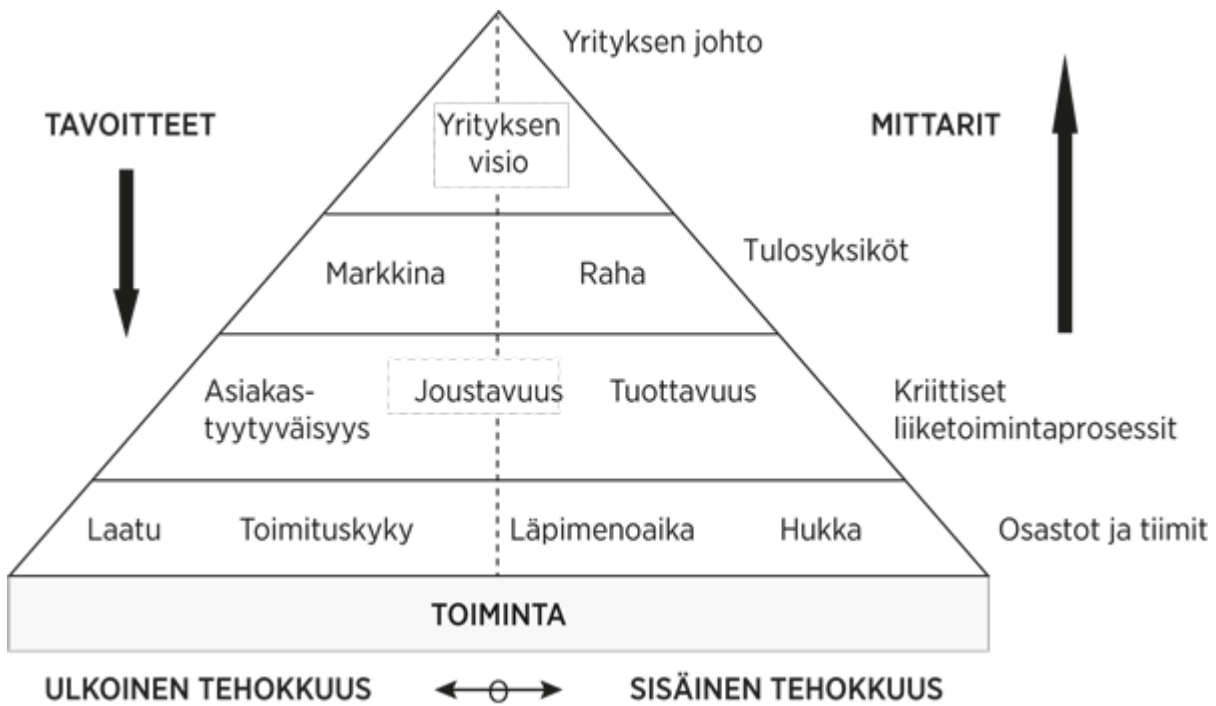 Yrityksen johto
TAVOITTEET
Yrityksen
visio
MITTARIT
Markkina
Raha
Tulosyksiköt
Asiakas-
tyytyväisyys
Joustavuus
Tuottavuus
Kriittiset
liiketoimintaprosessit
Laatu
Toimituskyky
Läpimenoaika
Hukka
Osastot ja tiimit
TOIMINTA
ULKOINEN TEHOKKUUS
SISÄINEN TEHOKKUUS